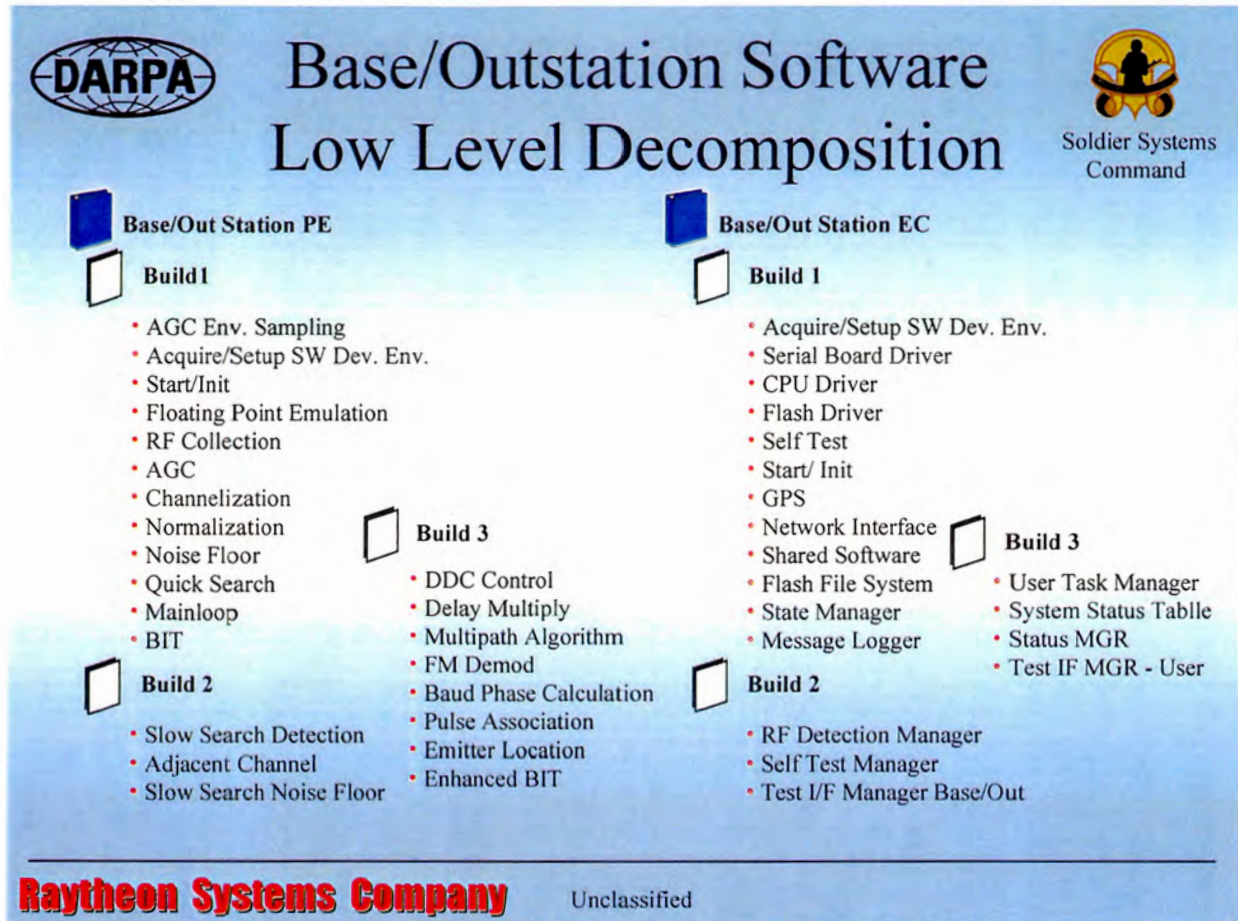 DARPA
Base/Outstation Software
Low Level Decomposition
Soldier Systems
Command
Base/Out Station PE
Build1
• AGC Env. Sampling
• Acquire/Setup SW Dev. Env.
• Start/Init
• Floating Point Emulation
• RF Collection
• AGC
• Channelization
• Normalization
• Noise Floor
• Quick Search
• Mainloop
• BIT
Build 2
• Slow Search Detection
• Adjacent Channel
• Slow Search Noise Floor
Build 3
• DDC Control
• Delay Multiply
• Multipath Algorithm
• FM Demod
• Baud Phase Calculation
• Pulse Association
• Emitter Location
• Enhanced BIT
Base/Out Station EC
Build 1
• Acquire/Setup SW Dev. Env.
• Serial Board Driver
• CPU Driver
• Flash Driver
• Self Test
• Start/ Init
• GPS
• Network Interface
• Shared Software
• Flash File System
• State Manager
• Message Logger
Build 2
• RF Detection Manager
• Self Test Manager
• Test I/F Manager Base/Out
Build 3
• User Task Manager
• System Status Tablle
• Status MGR
• Test IF MGR - User
Raytheon Systems Company
Unclassified